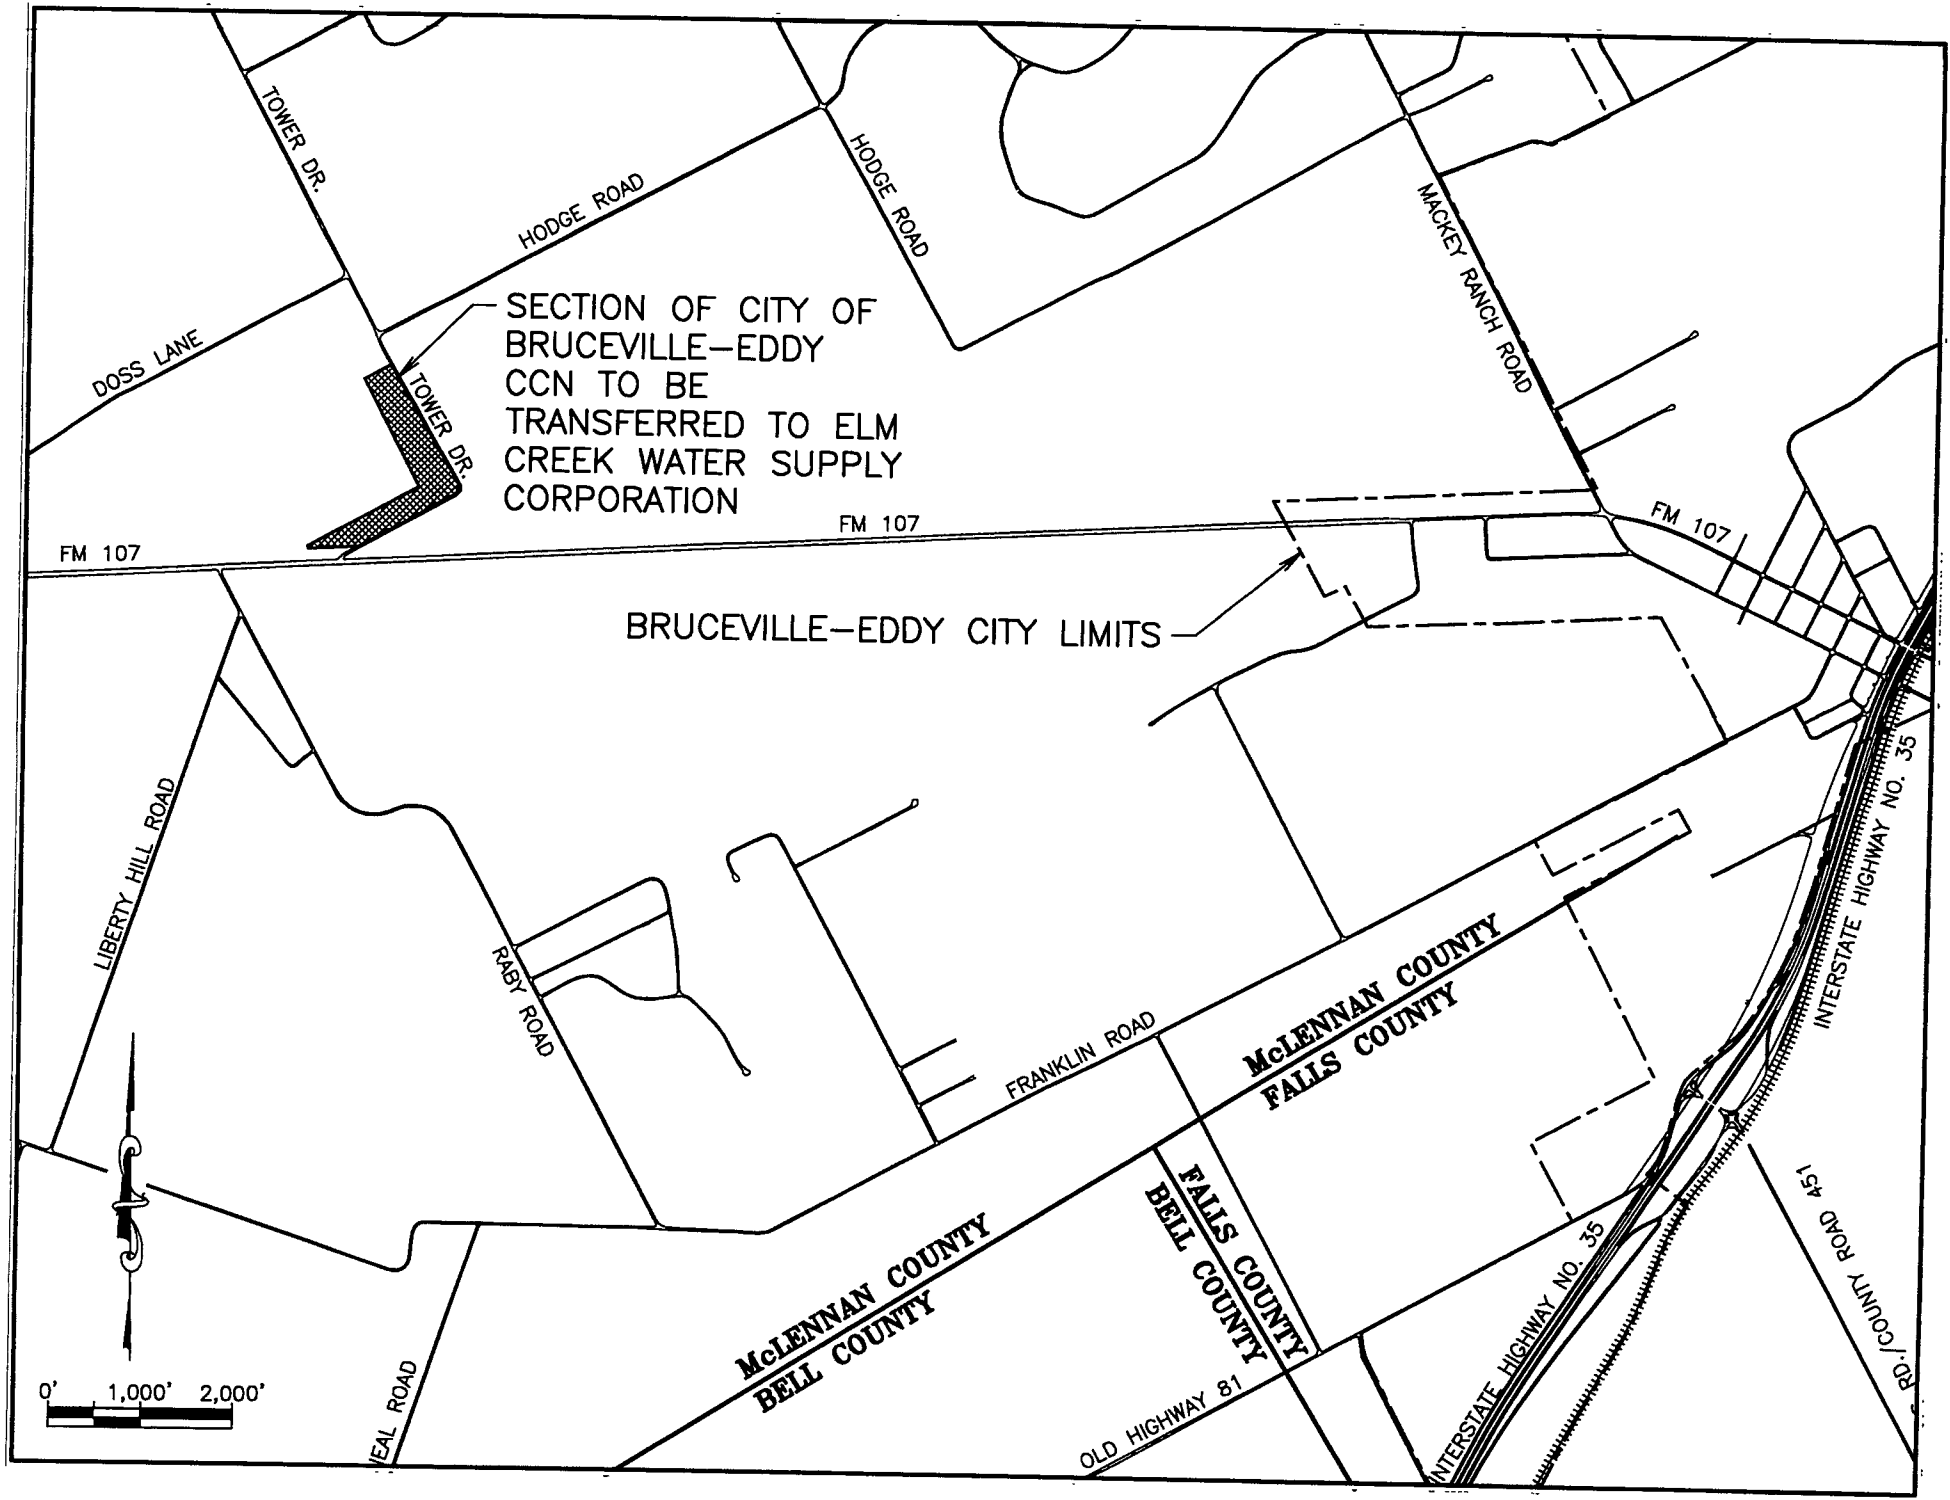 TOWER DR.
HODGE ROAD
HODGE ROAD
MACKEY RANCH ROAD
DOSS LANE
SECTION OF CITY OF
BRUCEVILLE-EDDY
CCN TO BE
TRANSFERRED TO ELM
CREEK WATER SUPPLY
CORPORATION
TOWER DR.
FM 107
FM 107
FM 107
BRUCEVILLE-EDDY CITY LIMITS
LIBERTY HILL ROAD
RABY ROAD
FRANKLIN ROAD
McLENNAN COUNTY
FALLS COUNTY
INTERSTATE HIGHWAY NO. 35
FALLS COUNTY
BELL COUNTY
McLENNAN COUNTY
BELL COUNTY
INTERSTATE HIGHWAY NO. 35
RD./COUNTY ROAD 451
OLD HIGHWAY 81
EAL ROAD
0' 1,000' 2,000'